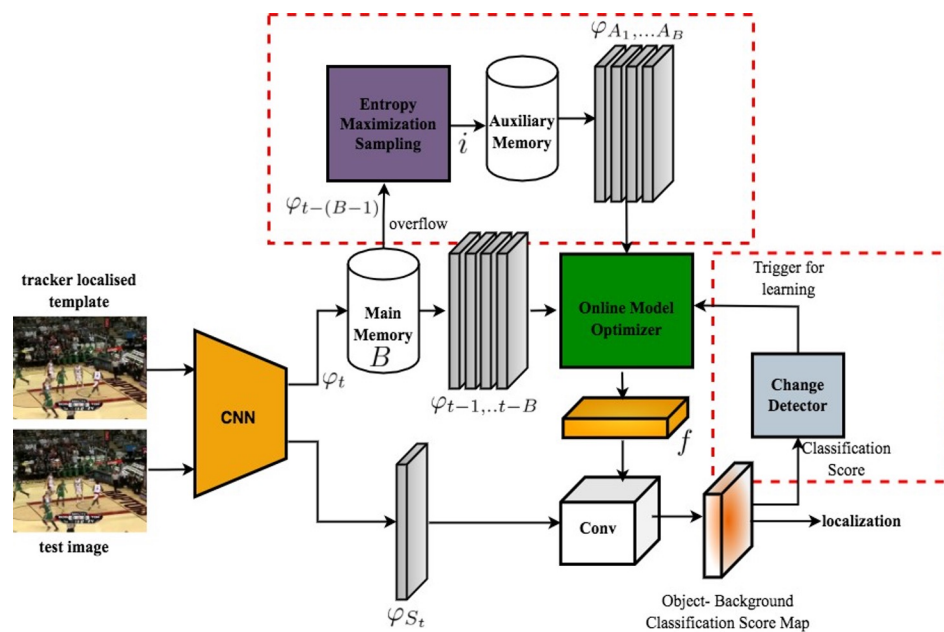 φA₁,...A_B
Entropy
Maximization
Sampling
i
Auxiliary
Memory
φt−(B−1)
overflow
tracker localised
template
Main
Memory
B
φt
φt−1,..t−B
Online Model
Optimizer
Trigger for
learning
Change
Detector
CNN
f
Classification
Score
Conv
localization
test image
φSₜ
Object- Background
Classification Score Map